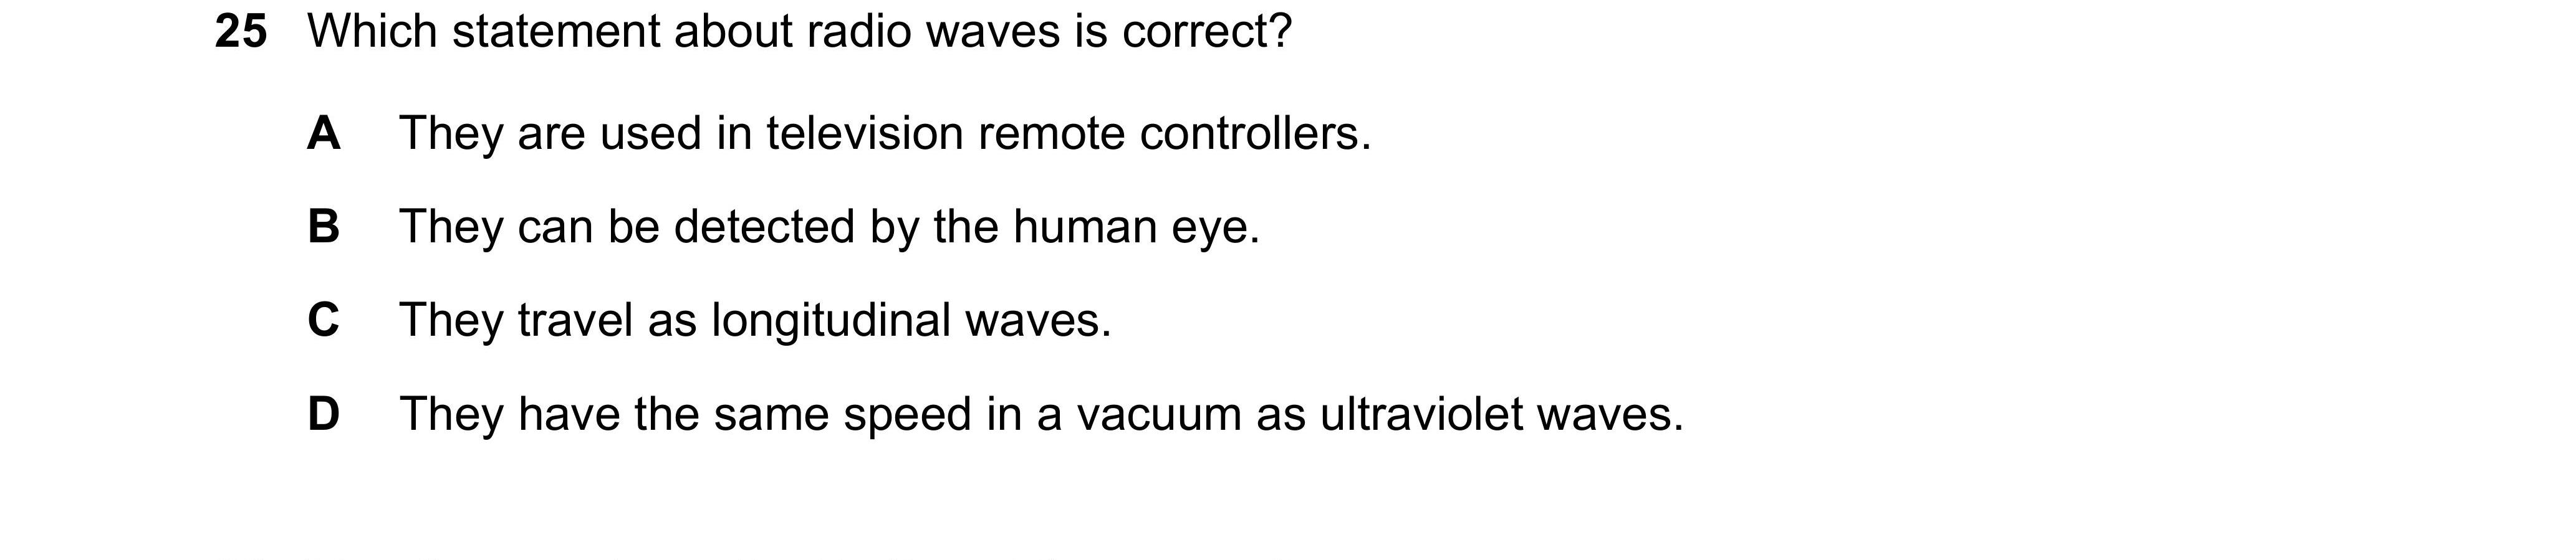 25 Which statement about radio waves is correct?
A They are used in television remote controllers.
B They can be detected by the human eye.
C They travel as longitudinal waves.
D They have the same speed in a vacuum as ultraviolet waves.